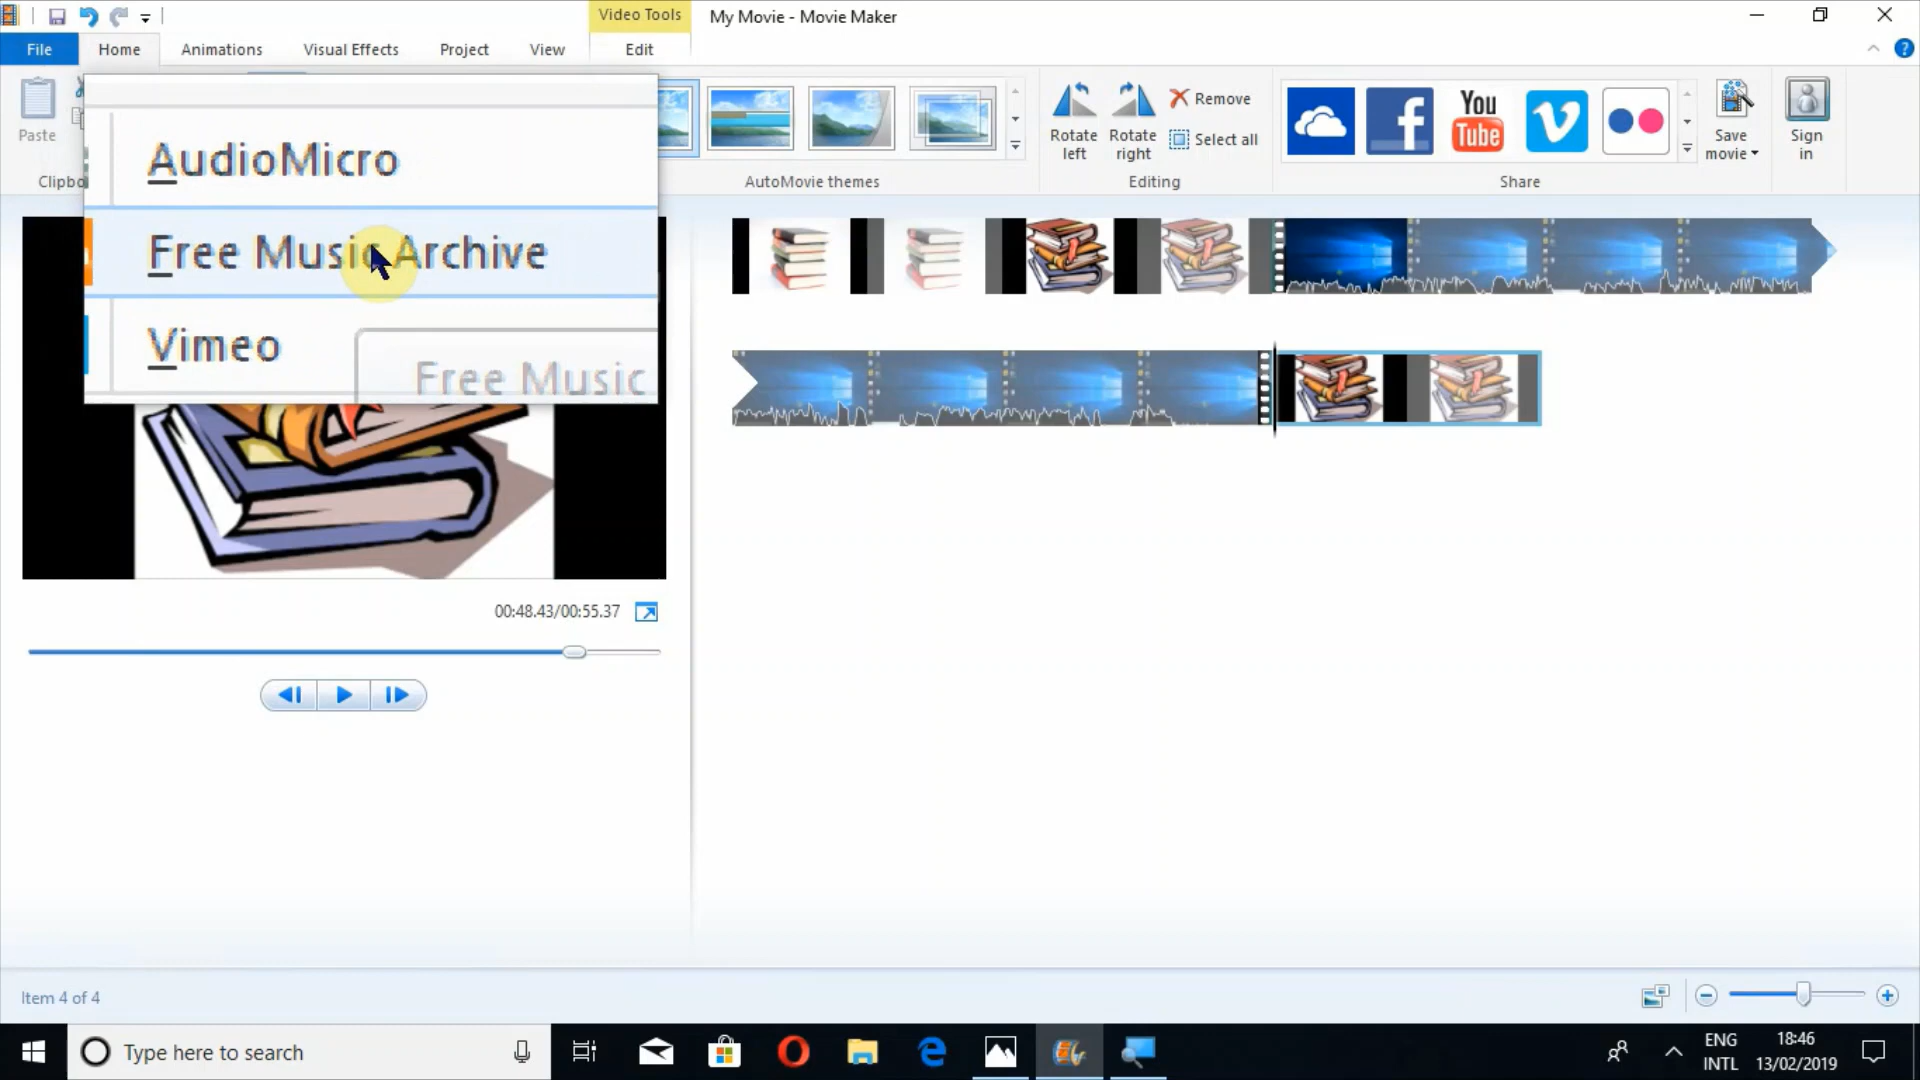 Video Tools
My Movie - Movie Maker
File
Home
Animations
Visual Effects
Project
View
Edit
Paste
AudioMicro
Free Music Archive
Vimeo
Free Music
Rotate left
Rotate right
Remove
Select all
You Tube
Save movie
Sign in
AutoMovie themes
Editing
Share
00:48.43/00:55.37
Item 4 of 4
Type here to search
ENG
INTL
18:46
13/02/2019